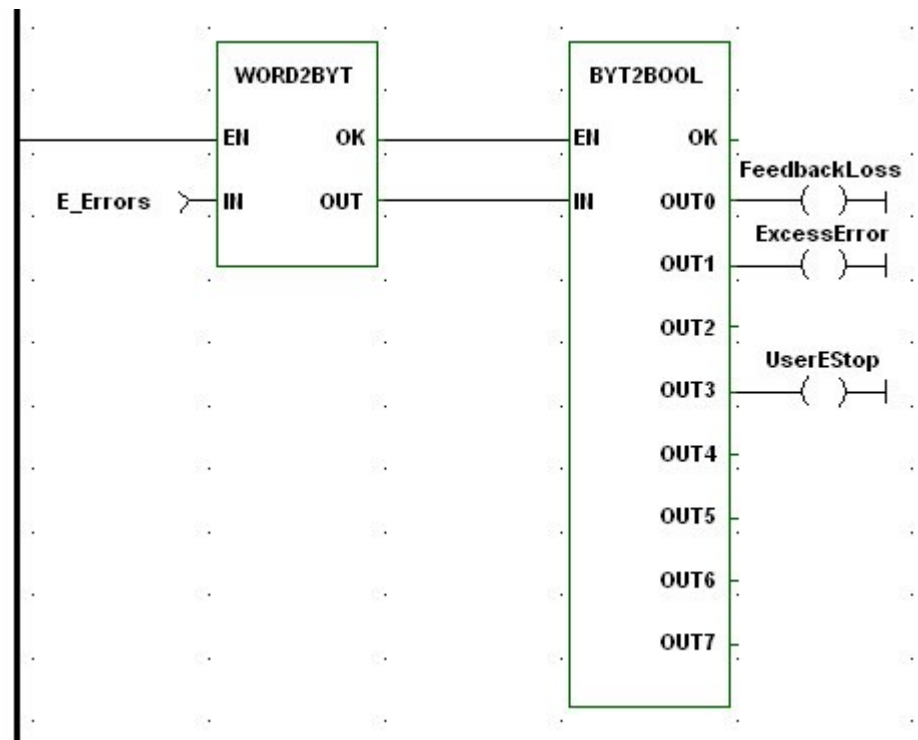 WORD2BYT
BYT2BOOL
EN OK
EN OK
FeedbackLoss
E_Errors IN OUT
IN OUT0
ExcessError
OUT1
OUT2
UserEStop
OUT3
OUT4
OUT5
OUT6
OUT7